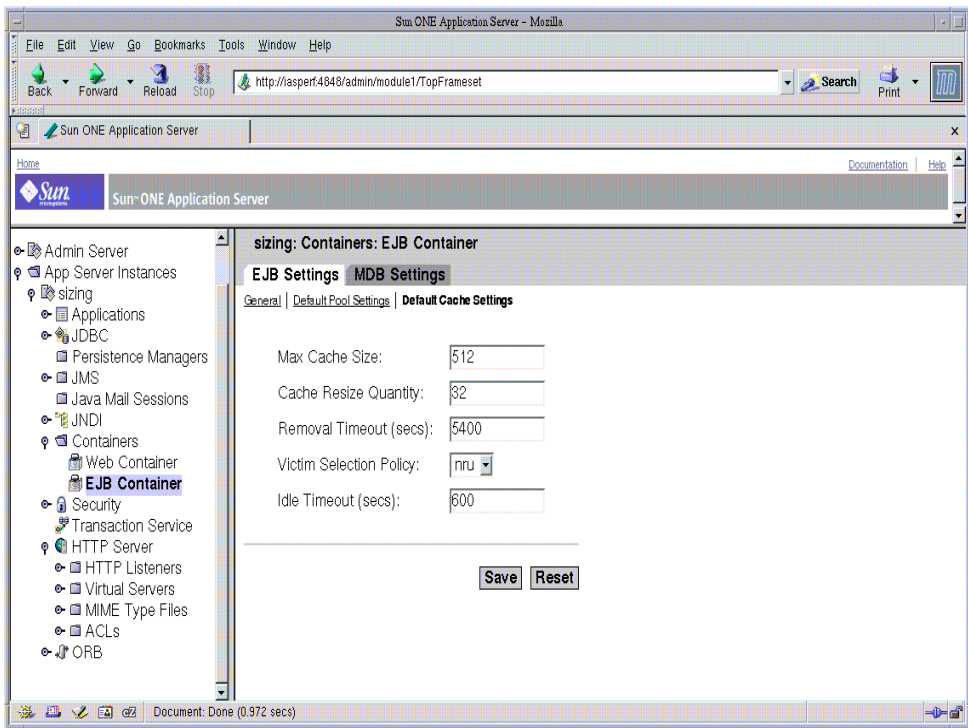 Sun ONE Application Server - Mozilla
File Edit View Go Bookmarks Tools Window Help
Back Forward Reload Stop http://iasperf:4848/admin/module1/TopFrameset Search Print
Sun ONE Application Server x
Home Documentation Help
Sun microsystems Sun™ ONE Application Server
Admin Server
App Server Instances
sizing
Applications
JDBC
Persistence Managers
JMS
Java Mail Sessions
JNDI
Containers
Web Container
EJB Container
Security
Transaction Service
HTTP Server
HTTP Listeners
Virtual Servers
MIME Type Files
ACLs
ORB
sizing: Containers: EJB Container
EJB Settings MDB Settings
General | Default Pool Settings | Default Cache Settings
Max Cache Size: 512
Cache Resize Quantity: 32
Removal Timeout (secs): 5400
Victim Selection Policy: nru
Idle Timeout (secs): 600
Save Reset
Document: Done (0.972 secs)